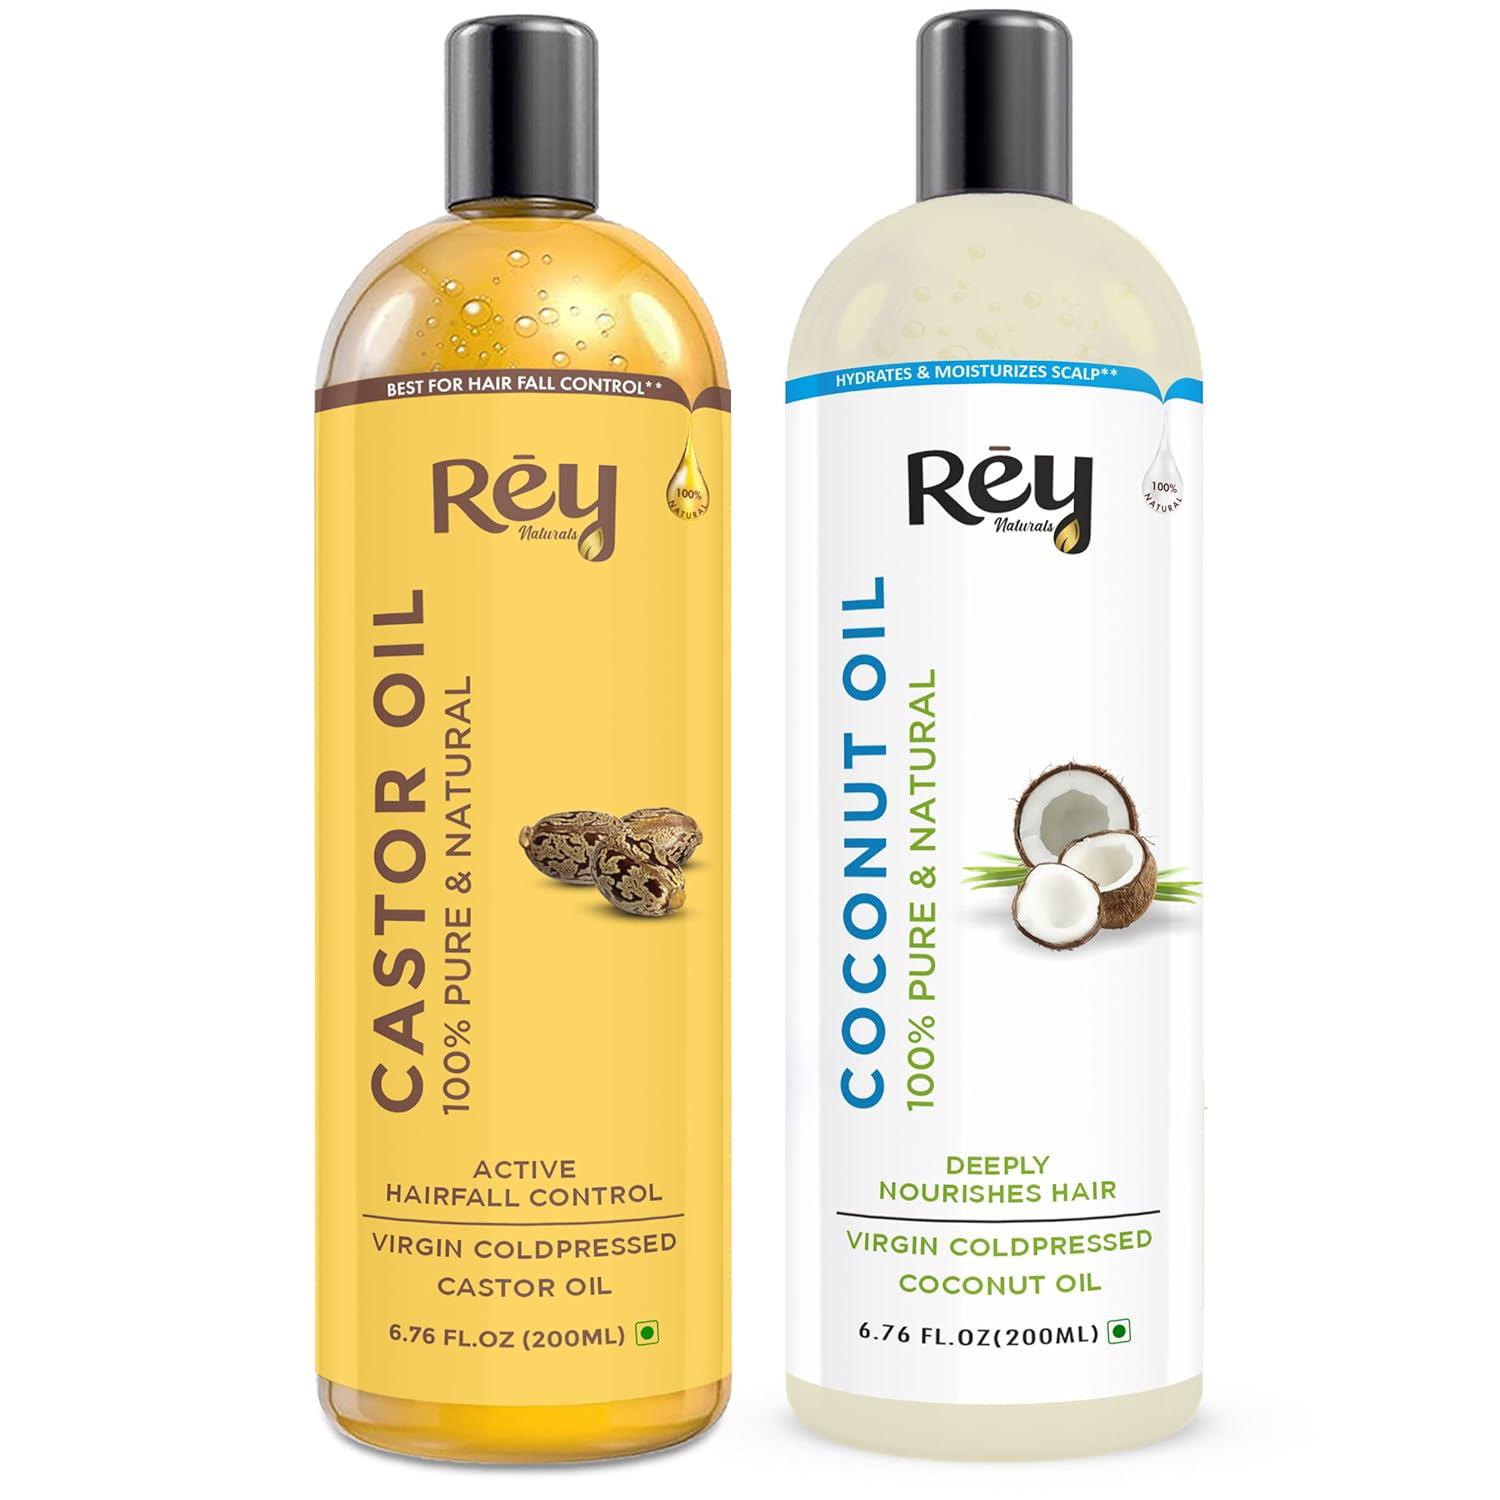 BEST FOR HAIR FALL CONTROL**
Rēy
Naturals
100%
NATURAL
CASTOR OIL
100% PURE & NATURAL
ACTIVE
HAIRFALL CONTROL
VIRGIN COLDPRESSED
CASTOR OIL
6.76 FL.OZ (200ML)
HYDRATES & MOISTURIZES SCALP**
Rēy
Naturals
100%
NATURAL
COCONUT OIL
100% PURE & NATURAL
DEEPLY
NOURISHES HAIR
VIRGIN COLDPRESSED
COCONUT OIL
6.76 FL.OZ(200ML)